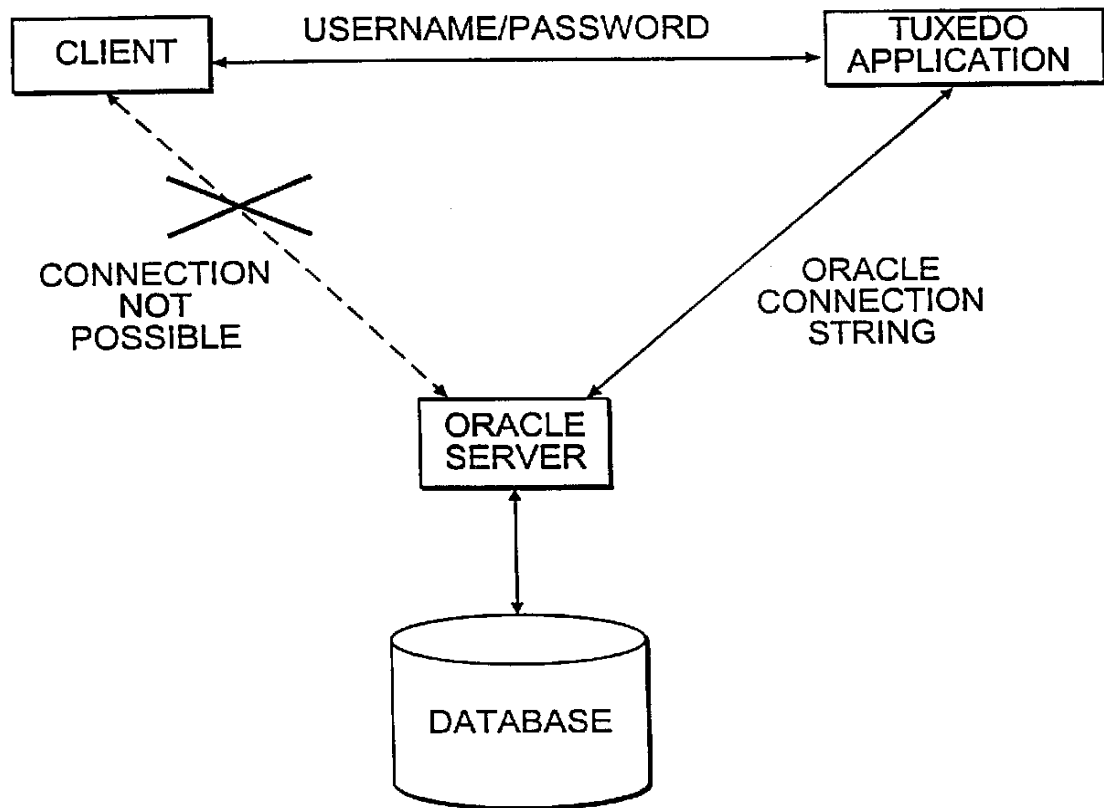 CLIENT
USERNAME/PASSWORD
TUXEDO
APPLICATION
CONNECTION
NOT
POSSIBLE
ORACLE
CONNECTION
STRING
ORACLE
SERVER
DATABASE